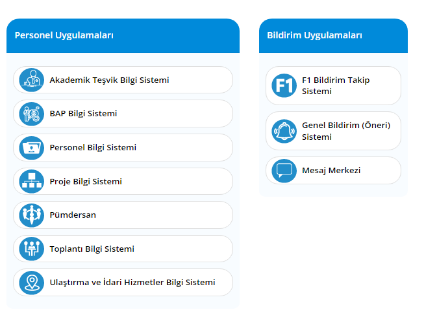 Personel Uygulamaları
Akademik Teşvik Bilgi Sistemi
BAP Bilgi Sistemi
Personel Bilgi Sistemi
Proje Bilgi Sistemi
Pümdersan
Toplantı Bilgi Sistemi
Ulaştırma ve İdari Hizmetler Bilgi Sistemi
Bildirim Uygulamaları
F1
F1 Bildirim Takip
Sistemi
Genel Bildirim (Öneri)
Sistemi
Mesaj Merkezi